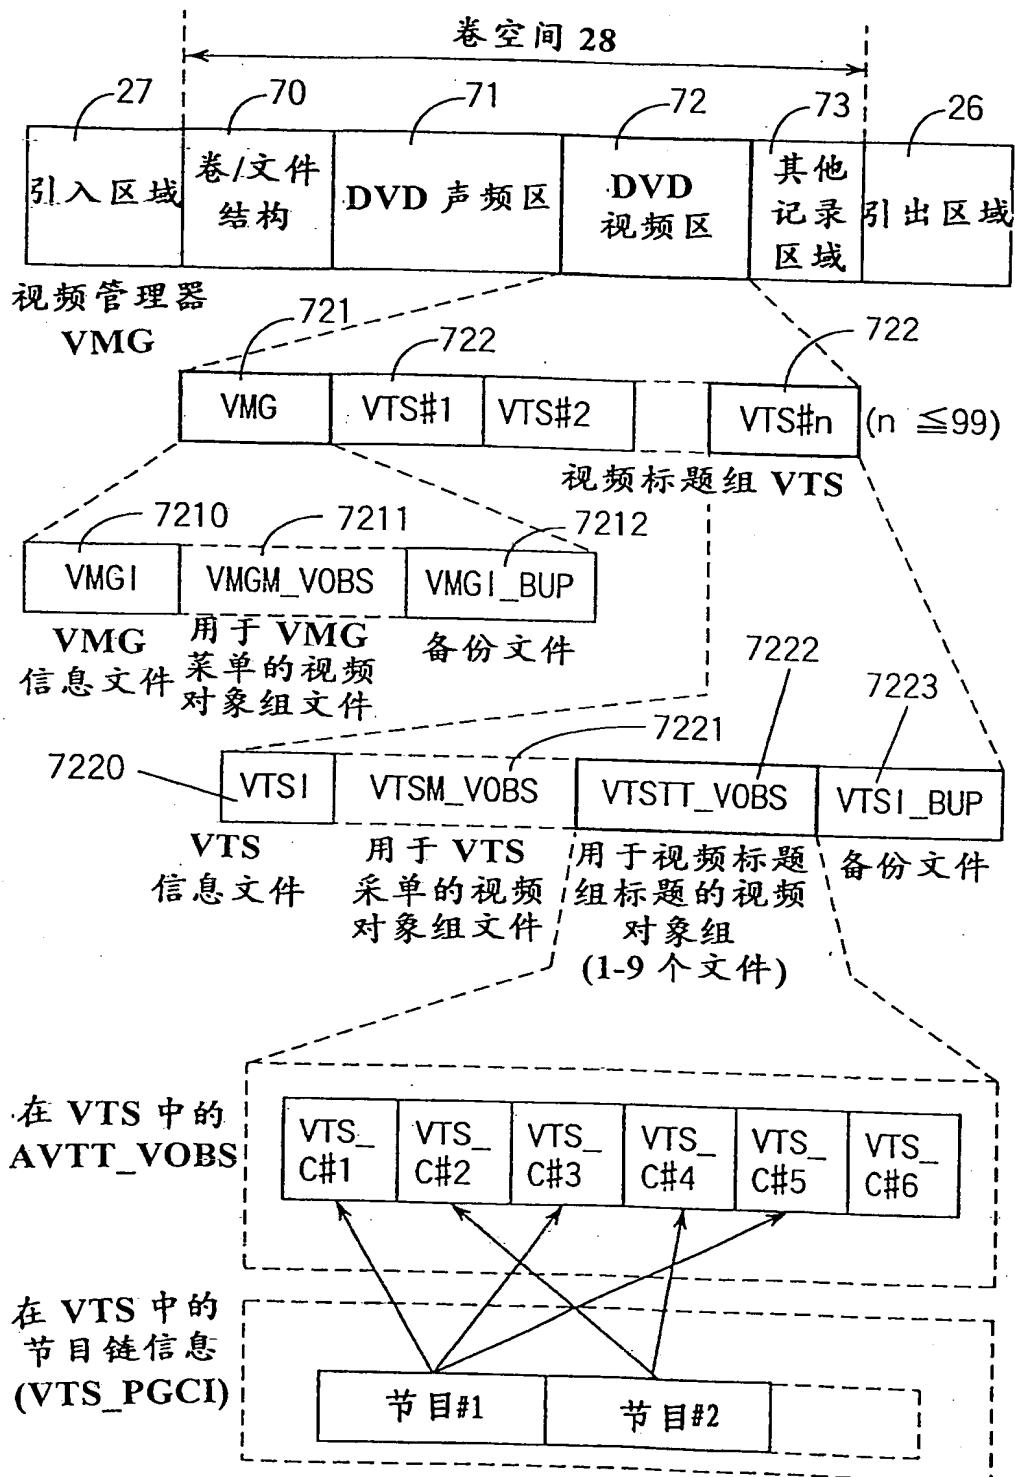 卷空间 28
27
70
71
72
73
26
引入区域
卷/文件
结构
DVD 声频区
DVD
视频区
其他
记录
区域
引出区域
视频管理器
VMG
721
722
722
VMG
VTS#1
VTS#2
VTS#n
(n ≦99)
视频标题组 VTS
7210
7211
7212
VMGI
VMGM_VOBS
VMGI_BUP
VMG
信息文件
用于 VMG
菜单的视频
对象组文件
备份文件
7222
7223
7221
7220
VTSI
VTSM_VOBS
VTSTT_VOBS
VTSI_BUP
VTS
信息文件
用于 VTS
采单的视频
对象组文件
用于视频标题
组标题的视频
对象组
(1-9 个文件)
备份文件
在 VTS 中的
AVTT_VOBS
VTS_
C#1
VTS_
C#2
VTS_
C#3
VTS_
C#4
VTS_
C#5
VTS_
C#6
在 VTS 中的
节目链信息
(VTS_PGCI)
节目#1
节目#2